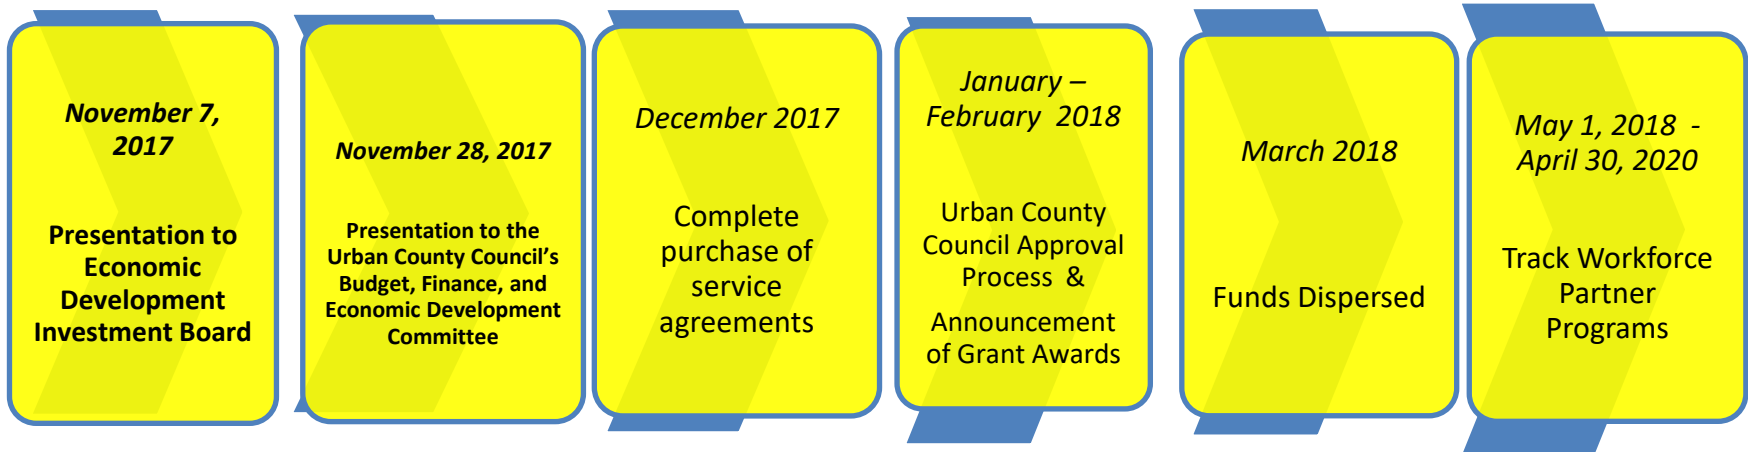 November 7,
2017
Presentation to
Economic
Development
Investment Board
November 28, 2017
Presentation to the
Urban County Council’s
Budget, Finance, and
Economic Development
Committee
December 2017
Complete
purchase of
service
agreements
January –
February  2018
Urban County
Council Approval
Process  &
Announcement
of Grant Awards
March 2018
Funds Dispersed
May 1, 2018  -
April 30, 2020
Track Workforce
Partner
Programs